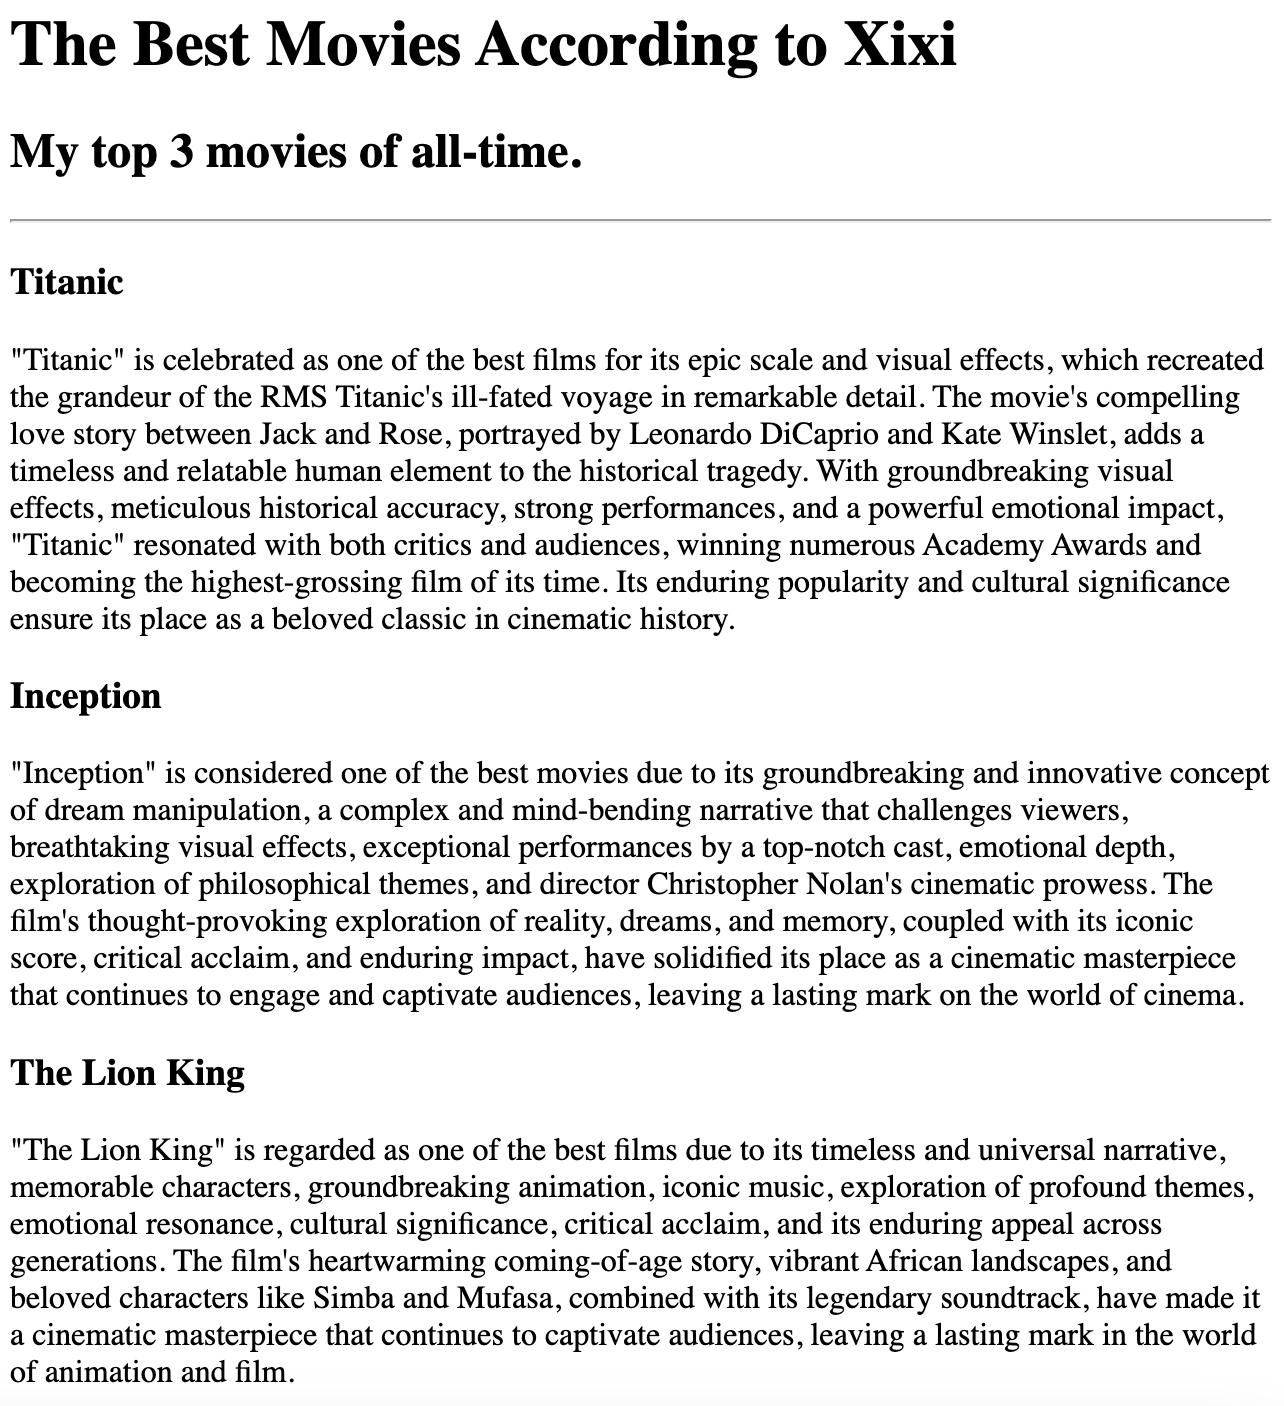 The Best Movies According to Xixi
My top 3 movies of all-time.
Titanic
"Titanic" is celebrated as one of the best films for its epic scale and visual effects, which recreated
the grandeur of the RMS Titanic's ill-fated voyage in remarkable detail. The movie's compelling
love story between Jack and Rose, portrayed by Leonardo DiCaprio and Kate Winslet, adds a
timeless and relatable human element to the historical tragedy. With groundbreaking visual
effects, meticulous historical accuracy, strong performances, and a powerful emotional impact,
"Titanic" resonated with both critics and audiences, winning numerous Academy Awards and
becoming the highest-grossing film of its time. Its enduring popularity and cultural significance
ensure its place as a beloved classic in cinematic history.
Inception
"Inception" is considered one of the best movies due to its groundbreaking and innovative concept
of dream manipulation, a complex and mind-bending narrative that challenges viewers,
breathtaking visual effects, exceptional performances by a top-notch cast, emotional depth,
exploration of philosophical themes, and director Christopher Nolan's cinematic prowess. The
film's thought-provoking exploration of reality, dreams, and memory, coupled with its iconic
score, critical acclaim, and enduring impact, have solidified its place as a cinematic masterpiece
that continues to engage and captivate audiences, leaving a lasting mark on the world of cinema.
The Lion King
"The Lion King" is regarded as one of the best films due to its timeless and universal narrative,
memorable characters, groundbreaking animation, iconic music, exploration of profound themes,
emotional resonance, cultural significance, critical acclaim, and its enduring appeal across
generations. The film's heartwarming coming-of-age story, vibrant African landscapes, and
beloved characters like Simba and Mufasa, combined with its legendary soundtrack, have made it
a cinematic masterpiece that continues to captivate audiences, leaving a lasting mark in the world
of animation and film.